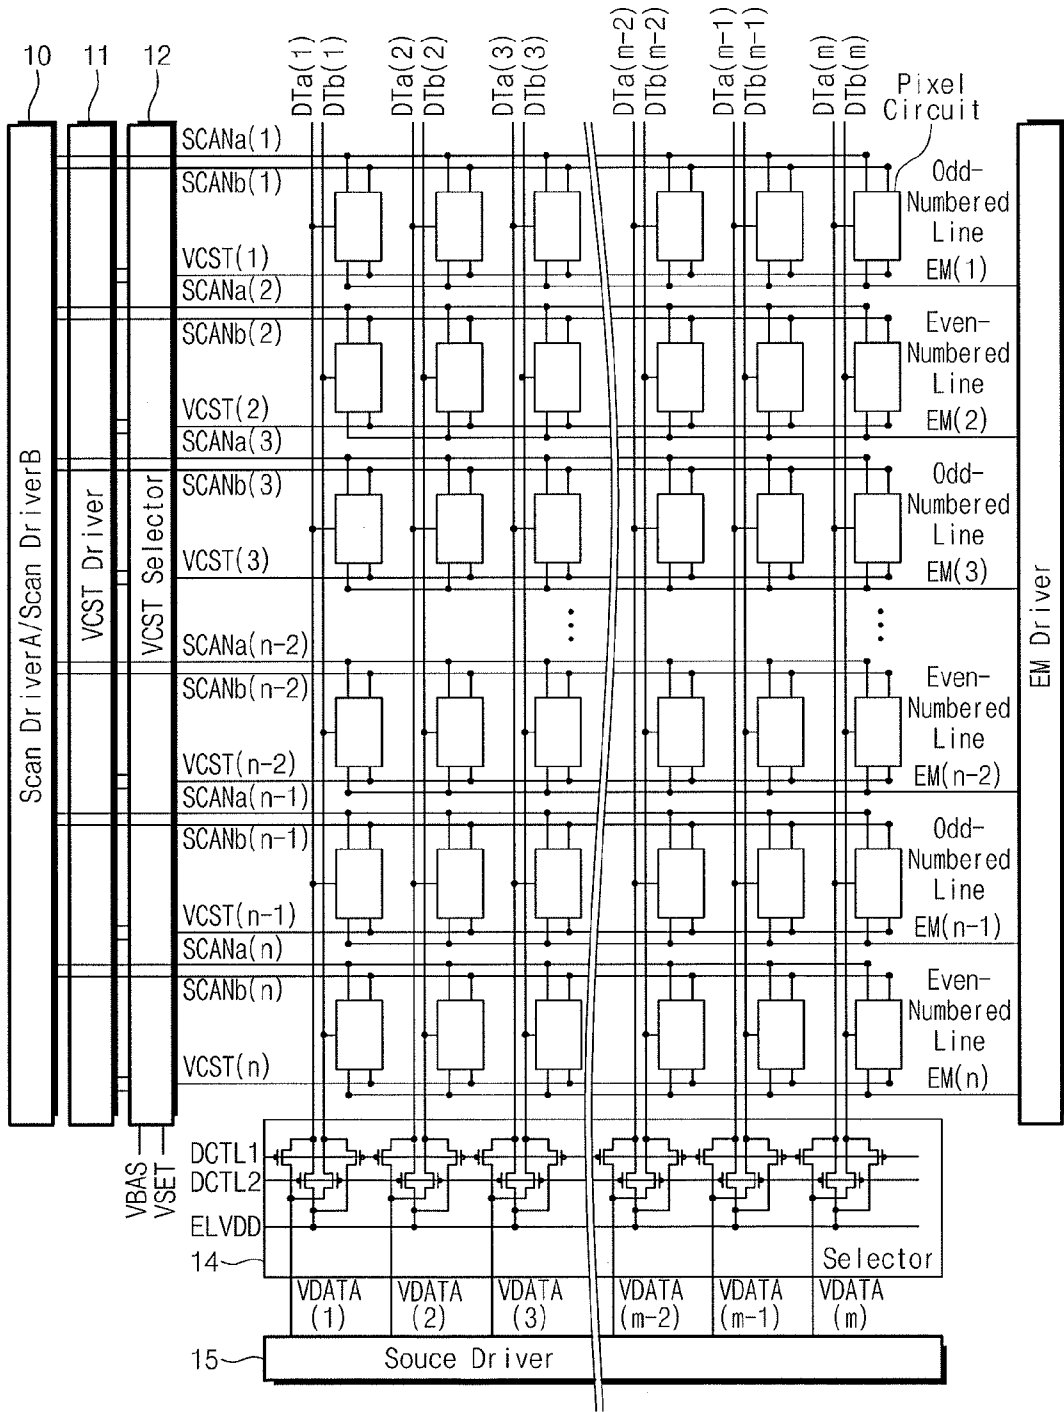 10
11
12
DTa(1)
DTb(1)
DTa(2)
DTb(2)
DTa(3)
DTb(3)
DTa(m-2)
DTb(m-2)
DTa(m-1)
DTb(m-1)
DTa(m)
DTb(m)
Pixel
Circuit
Scan DriverA/Scan DriverB
VCST Driver
VCST Selector
EM Driver
SCANa(1)
SCANb(1)
Odd-
Numbered
Line
VCST(1)
EM(1)
SCANa(2)
SCANb(2)
Even-
Numbered
Line
VCST(2)
EM(2)
SCANa(3)
SCANb(3)
Odd-
Numbered
Line
VCST(3)
EM(3)
SCANa(n-2)
SCANb(n-2)
Even-
Numbered
Line
VCST(n-2)
EM(n-2)
SCANa(n-1)
SCANb(n-1)
Odd-
Numbered
Line
VCST(n-1)
EM(n-1)
SCANa(n)
SCANb(n)
Even-
Numbered
Line
VCST(n)
EM(n)
VBAS
VSET
DCTL1
DCTL2
ELVDD
14
Selector
VDATA
(1)
VDATA
(2)
VDATA
(3)
VDATA
(m-2)
VDATA
(m-1)
VDATA
(m)
15
Souce Driver